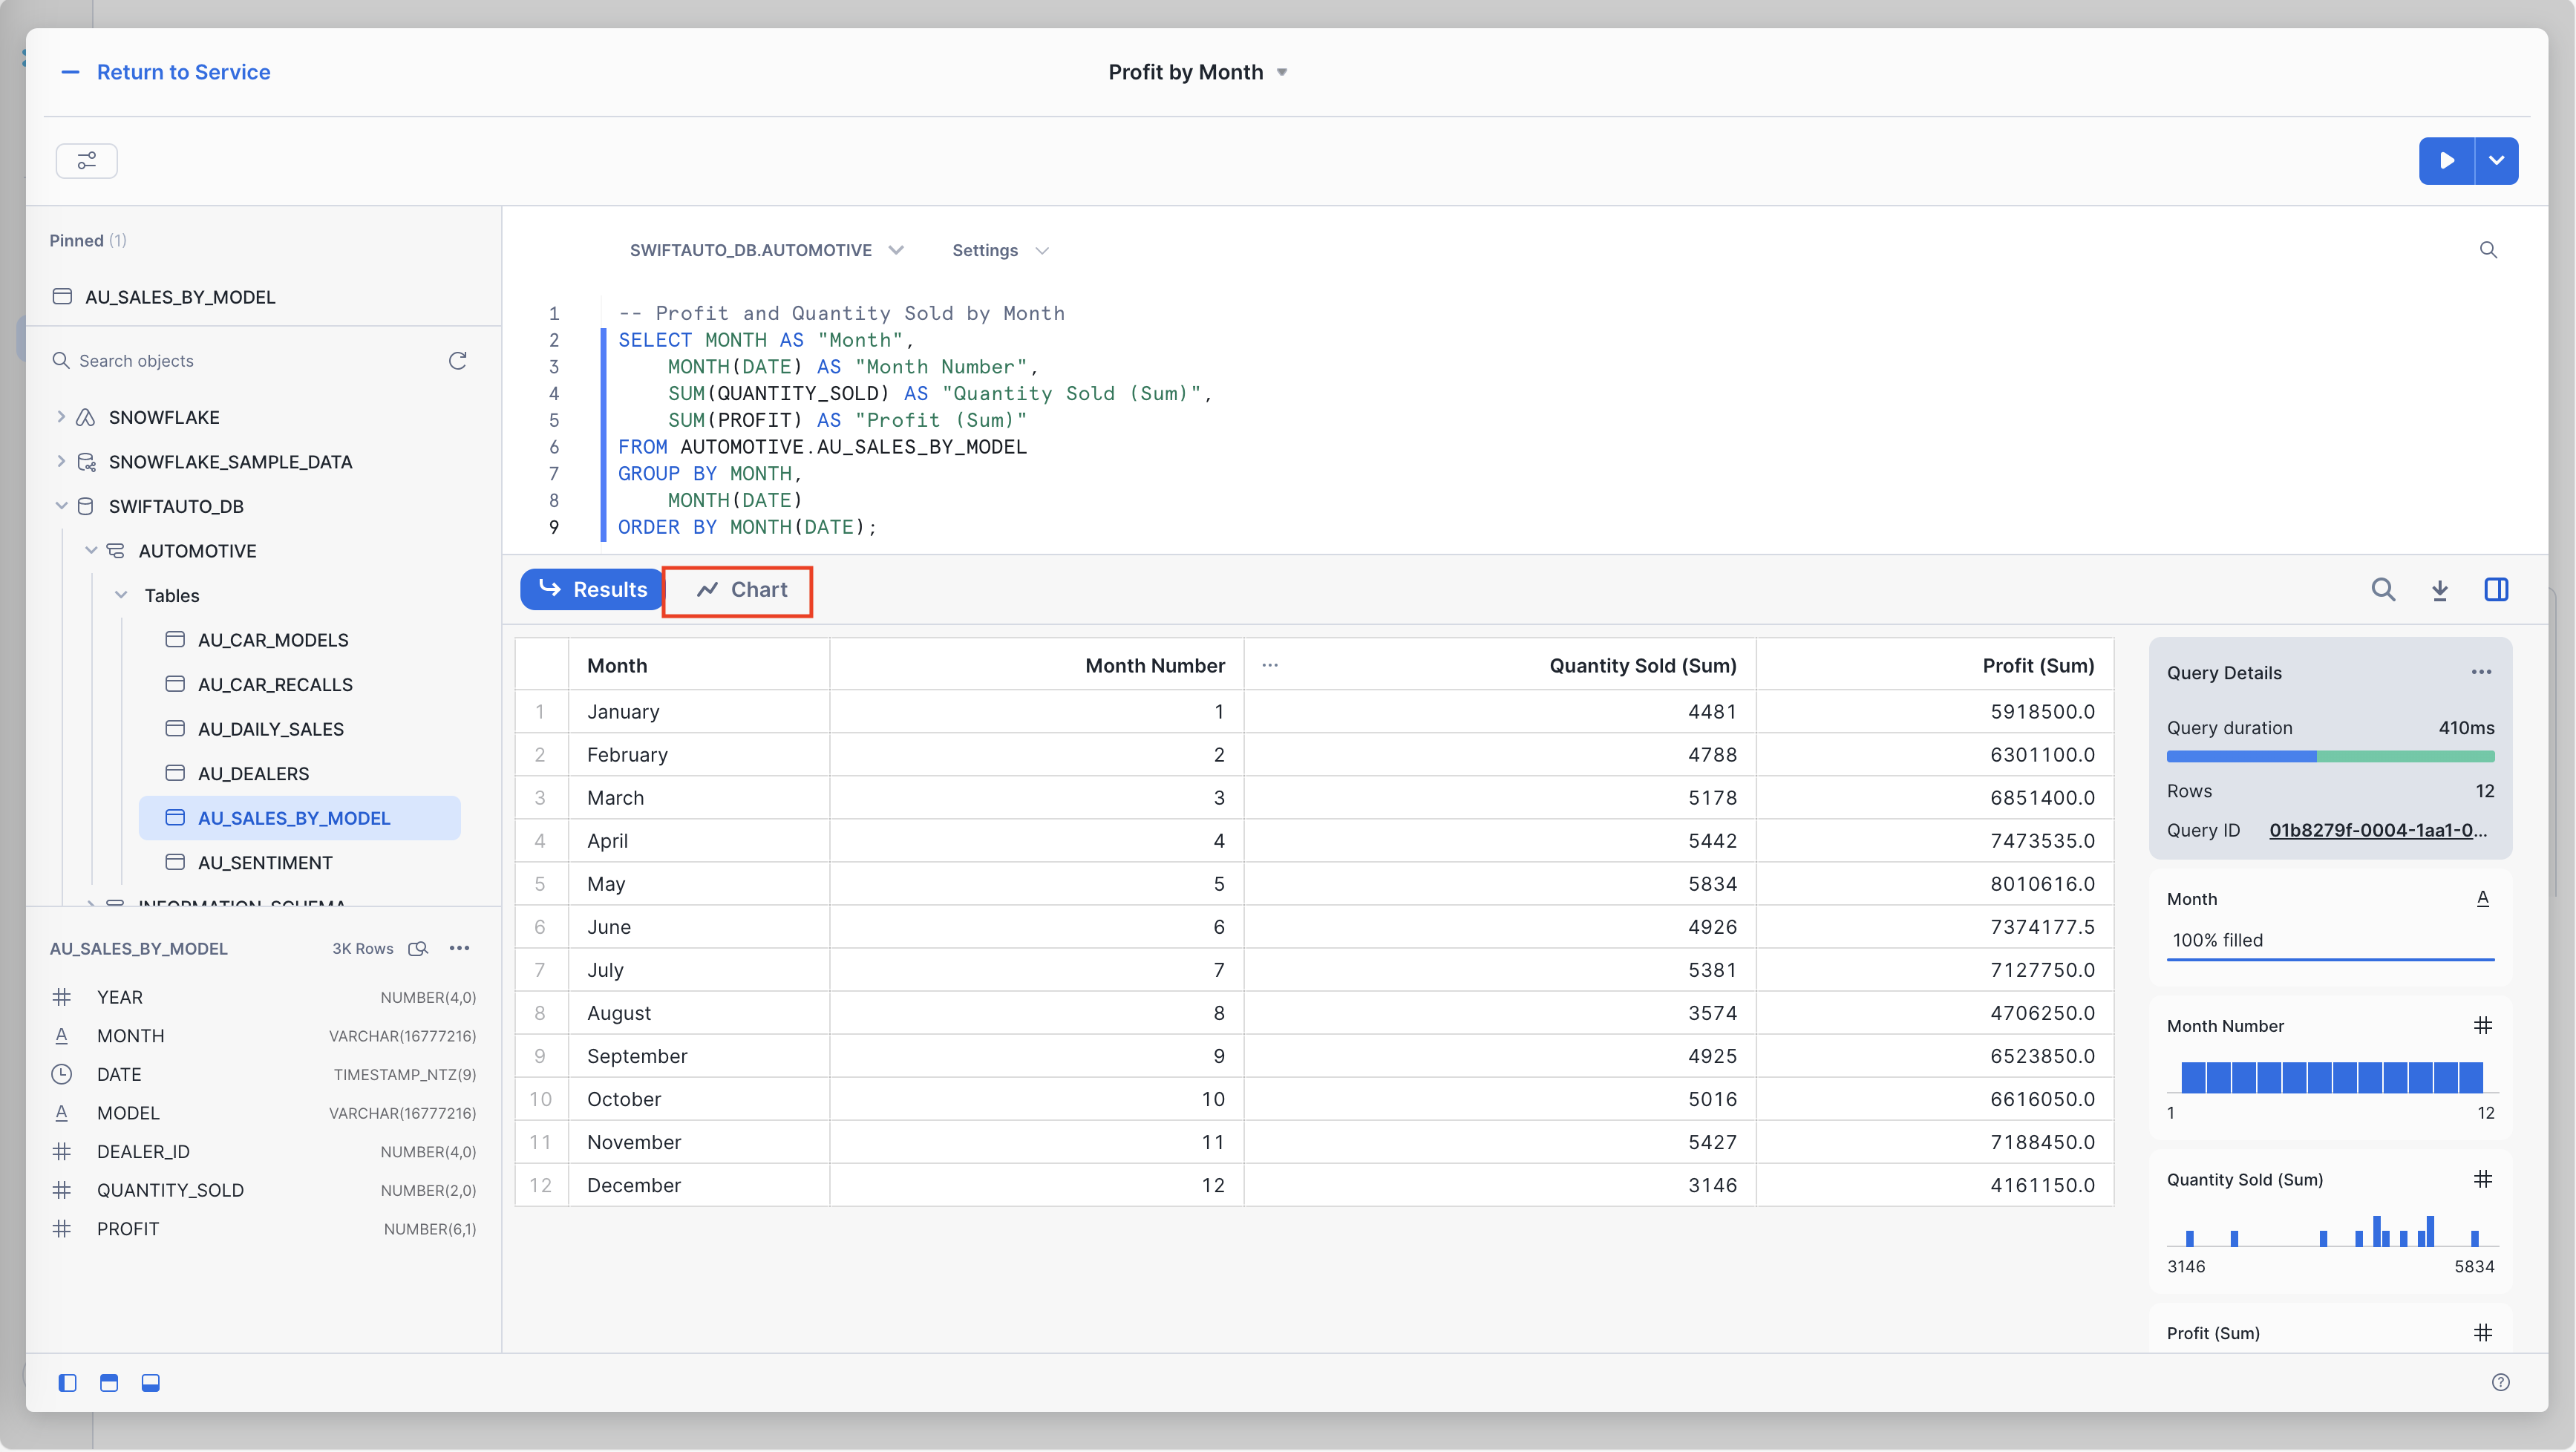 Return to Service
Profit by Month
Pinned (1)
AU_SALES_BY_MODEL
Search objects
SNOWFLAKE
SNOWFLAKE_SAMPLE_DATA
SWIFTAUTO_DB
AUTOMOTIVE
Tables
AU_CAR_MODELS
AU_CAR_RECALLS
AU_DAILY_SALES
AU_DEALERS
AU_SALES_BY_MODEL
AU_SENTIMENT
INFORMATION_SCHEMA
AU_SALES_BY_MODEL 3K Rows
YEAR NUMBER(4,0)
MONTH VARCHAR(16777216)
DATE TIMESTAMP_NTZ(9)
MODEL VARCHAR(16777216)
DEALER_ID NUMBER(4,0)
QUANTITY_SOLD NUMBER(2,0)
PROFIT NUMBER(6,1)
SWIFTAUTO_DB.AUTOMOTIVE Settings
1 -- Profit and Quantity Sold by Month
2 SELECT MONTH AS "Month",
3 MONTH(DATE) AS "Month Number",
4 SUM(QUANTITY_SOLD) AS "Quantity Sold (Sum)",
5 SUM(PROFIT) AS "Profit (Sum)"
6 FROM AUTOMOTIVE.AU_SALES_BY_MODEL
7 GROUP BY MONTH,
8 MONTH(DATE)
9 ORDER BY MONTH(DATE);
Results Chart
Month Month Number ... Quantity Sold (Sum) Profit (Sum)
1 January 1 4481 5918500.0
2 February 2 4788 6301100.0
3 March 3 5178 6851400.0
4 April 4 5442 7473535.0
5 May 5 5834 8010616.0
6 June 6 4926 7374177.5
7 July 7 5381 7127750.0
8 August 8 3574 4706250.0
9 September 9 4925 6523850.0
10 October 10 5016 6616050.0
11 November 11 5427 7188450.0
12 December 12 3146 4161150.0
Query Details ...
Query duration 410ms
Rows 12
Query ID 01b8279f-0004-1aa1-0...
Month A
100% filled
Month Number #
1 12
Quantity Sold (Sum) #
3146 5834
Profit (Sum) #